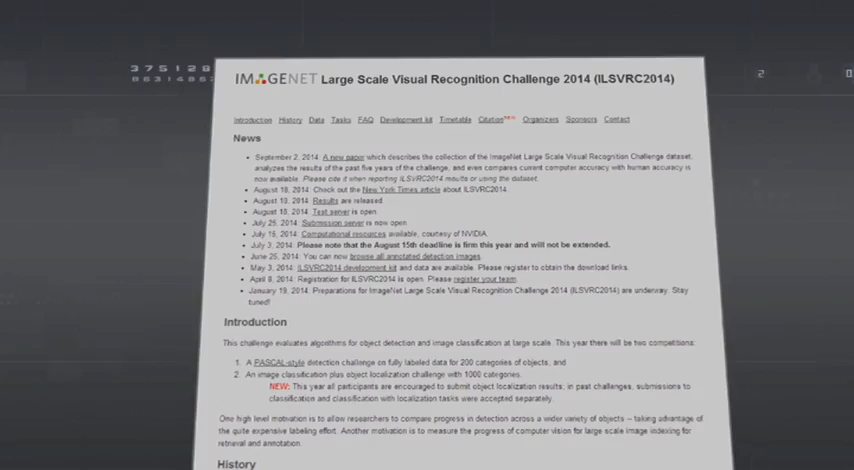 375128
IMAGENET Large Scale Visual Recognition Challenge 2014 (ILSVRC2014)
2
Introduction History Data Tasks FAQ Development kit Timetable Citation NEW Organizers Sponsors Contact
News
• September 2, 2014: A new paper which describes the collection of the ImageNet Large Scale Visual Recognition Challenge dataset,
analyzes the results of the past five years of the challenge, and even compares current computer accuracy with human accuracy is
now available. Please cite it when reporting ILSVRC2014 results or using the dataset.
• August 18, 2014: Check out the New York Times article about ILSVRC2014.
• August 18, 2014: Results are released.
• August 18, 2014: Test server is open.
• July 25, 2014: Submission server is now open.
• July 15, 2014: Computational resources available, courtesy of NVIDIA.
• July 3, 2014: Please note that the August 15th deadline is firm this year and will not be extended.
• June 25, 2014: You can now browse all annotated detection images.
• May 3, 2014: ILSVRC2014 development kit and data are available. Please register to obtain the download links.
• April 8, 2014: Registration for ILSVRC2014 is open. Please register your team.
• January 19, 2014: Preparations for ImageNet Large Scale Visual Recognition Challenge 2014 (ILSVRC2014) are underway. Stay
tuned!
Introduction
This challenge evaluates algorithms for object detection and image classification at large scale. This year there will be two competitions:
1. A PASCAL-style detection challenge on fully labeled data for 200 categories of objects, and
2. An image classification plus object localization challenge with 1000 categories.
NEW: This year all participants are encouraged to submit object localization results; in past challenges, submissions to
classification and classification with localization tasks were accepted separately.
One high level motivation is to allow researchers to compare progress in detection across a wider variety of objects -- taking advantage of
the quite expensive labeling effort. Another motivation is to measure the progress of computer vision for large scale image indexing for
retrieval and annotation.
History